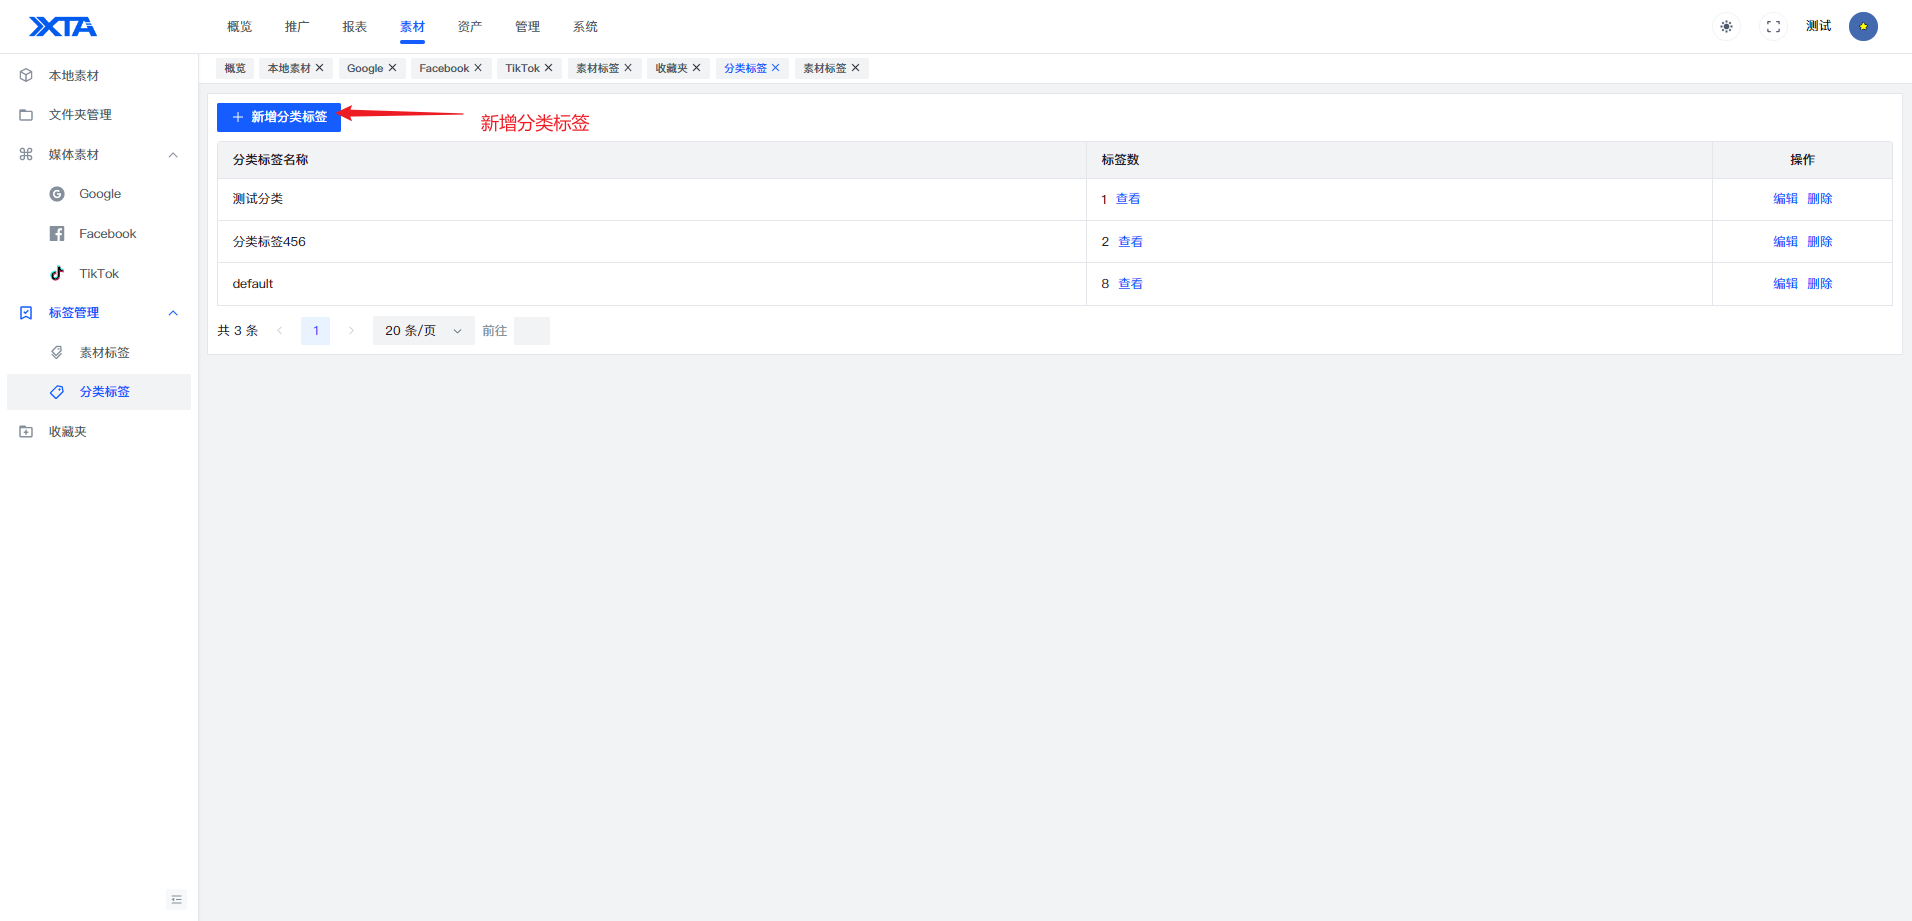 XXTA 概览 推广 报表 素材 资产 管理 系统 测试
概览 本地素材 Google Facebook TikTok 素材标签 收藏夹 分类标签 素材标签
本地素材
文件夹管理
媒体素材
Google
Facebook
TikTok
标签管理
素材标签
分类标签
收藏夹
新增分类标签
新增分类标签
分类标签名称 标签数 操作
测试分类 1 查看 编辑 删除
分类标签456 2 查看 编辑 删除
default 8 查看 编辑 删除
共 3 条 1 20 条/页 前往